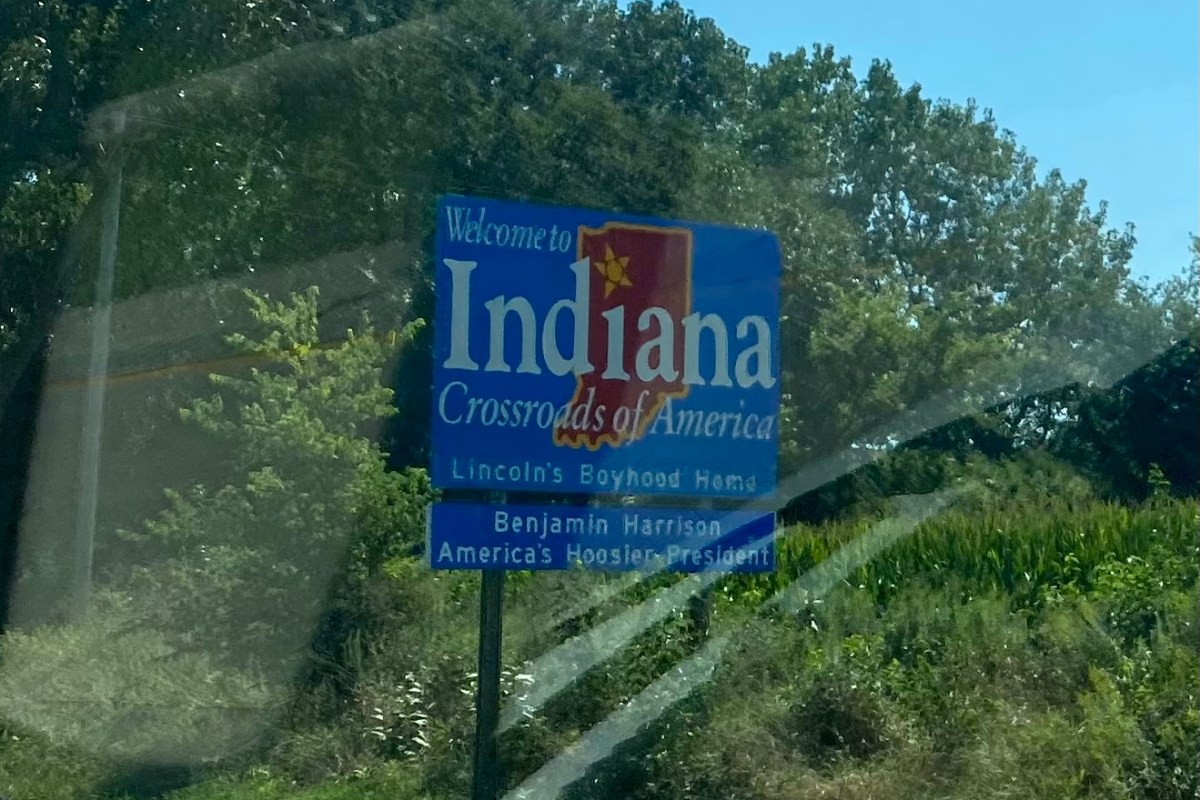 Welcome to
Indiana
Crossroads of America
Lincoln's Boyhood Home
Benjamin Harrison
America's Hoosier President